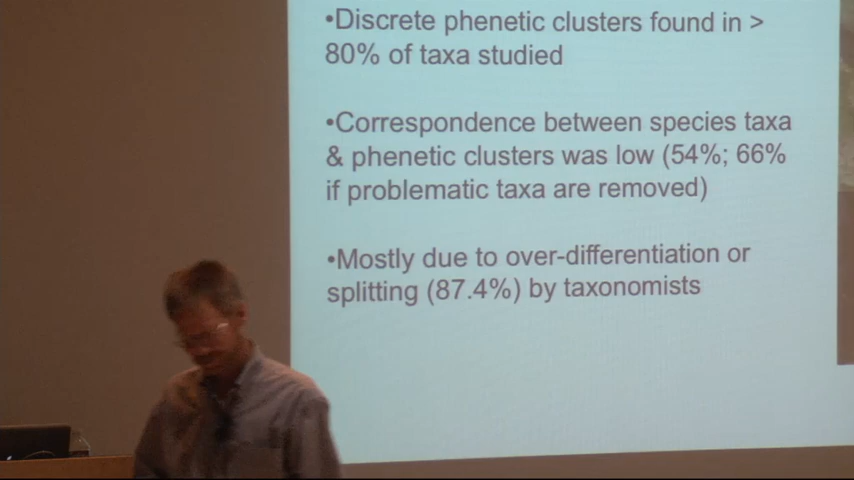 •Discrete phenetic clusters found in >
80% of taxa studied
•Correspondence between species taxa
& phenetic clusters was low (54%; 66%
if problematic taxa are removed)
•Mostly due to over-differentiation or
splitting (87.4%) by taxonomists